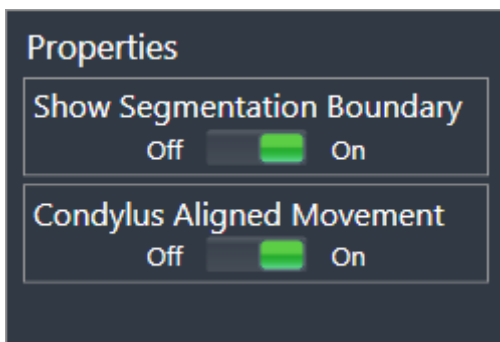 Properties
Show Segmentation Boundary
Off On
Condylus Aligned Movement
Off On